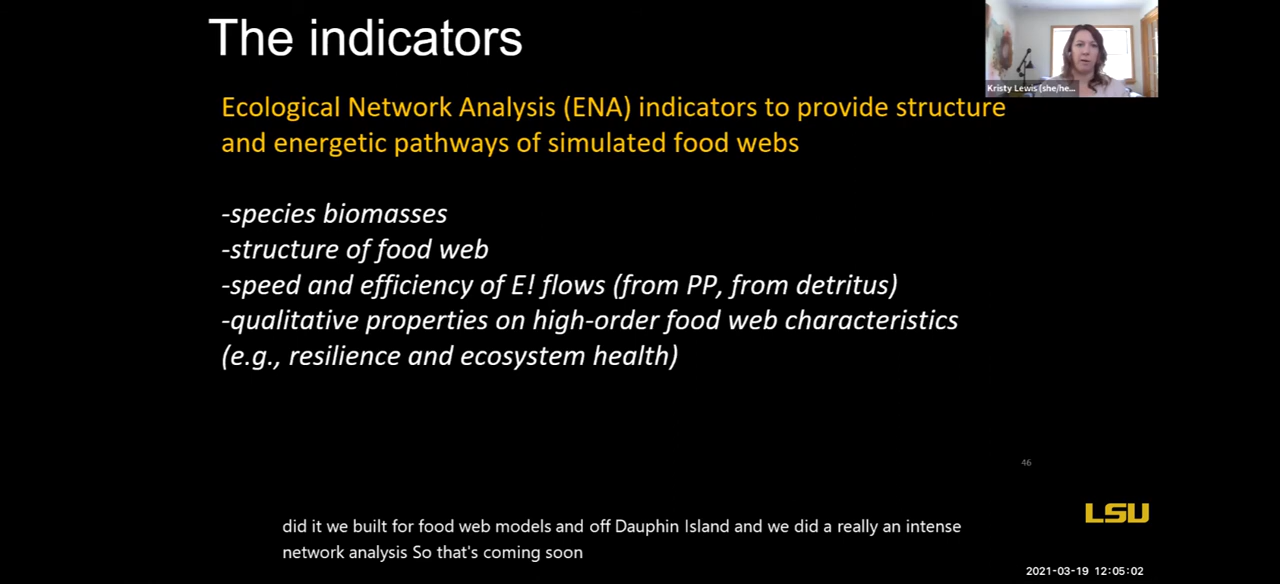 The indicators
Kristy Lewis (she/he...
Ecological Network Analysis (ENA) indicators to provide structure
and energetic pathways of simulated food webs
-species biomasses
-structure of food web
-speed and efficiency of E! flows (from PP, from detritus)
-qualitative properties on high-order food web characteristics
(e.g., resilience and ecosystem health)
46
LSU
did it we built for food web models and off Dauphin Island and we did a really an intense
network analysis So that's coming soon
2021-03-19 12:05:02